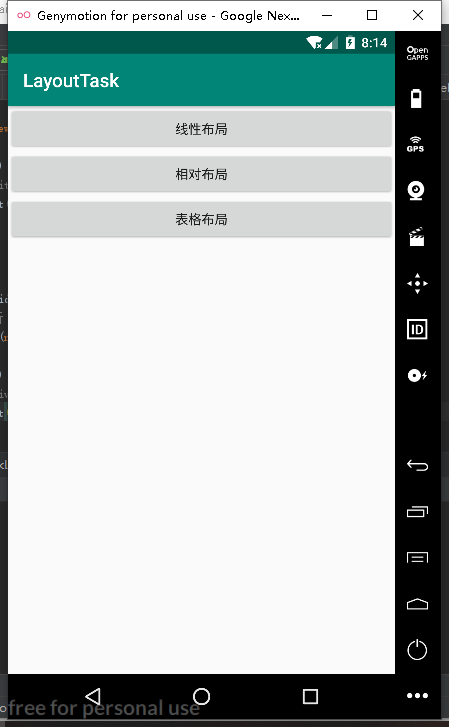 Genymotion for personal use - Google Nex...
8:14
Open
GAPPS
LayoutTask
线性布局
GPS
相对布局
表格布局
ID
free for personal use